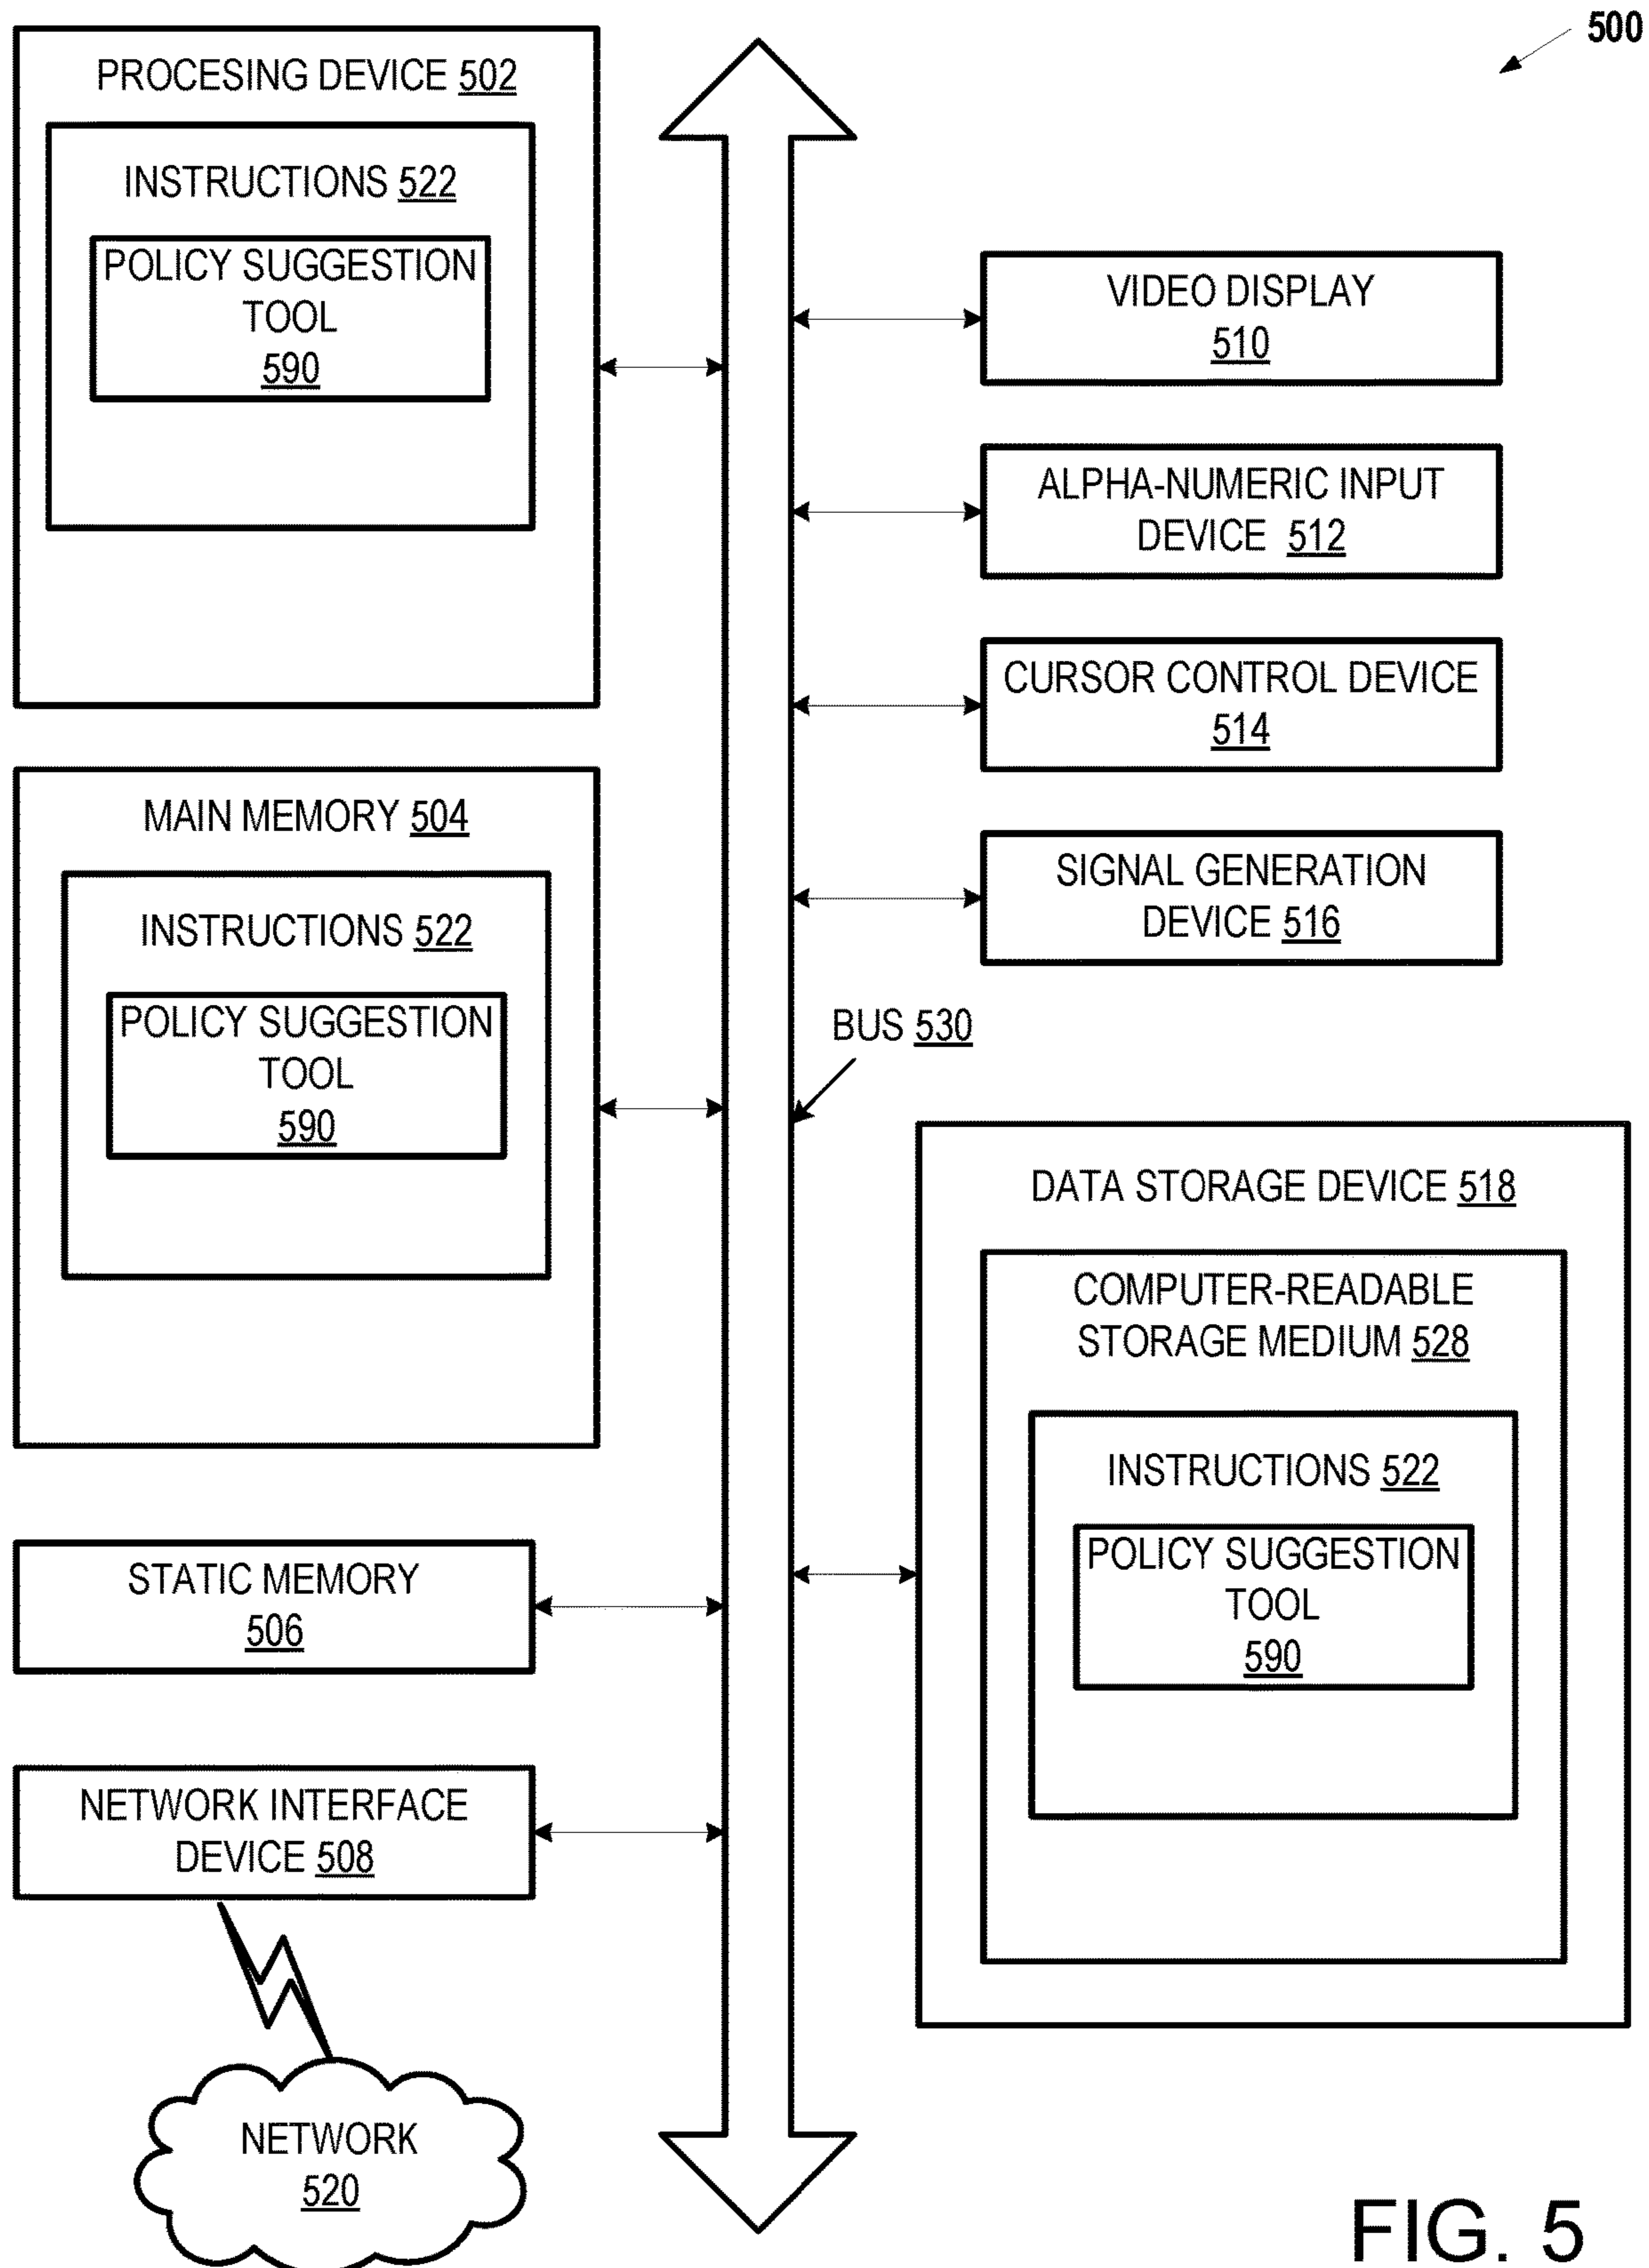 500
PROCESING DEVICE 502
INSTRUCTIONS 522
POLICY SUGGESTION
TOOL
590
MAIN MEMORY 504
INSTRUCTIONS 522
POLICY SUGGESTION
TOOL
590
STATIC MEMORY
506
NETWORK INTERFACE
DEVICE 508
NETWORK
520
VIDEO DISPLAY
510
ALPHA-NUMERIC INPUT
DEVICE 512
CURSOR CONTROL DEVICE
514
SIGNAL GENERATION
DEVICE 516
BUS 530
DATA STORAGE DEVICE 518
COMPUTER-READABLE
STORAGE MEDIUM 528
INSTRUCTIONS 522
POLICY SUGGESTION
TOOL
590
FIG. 5